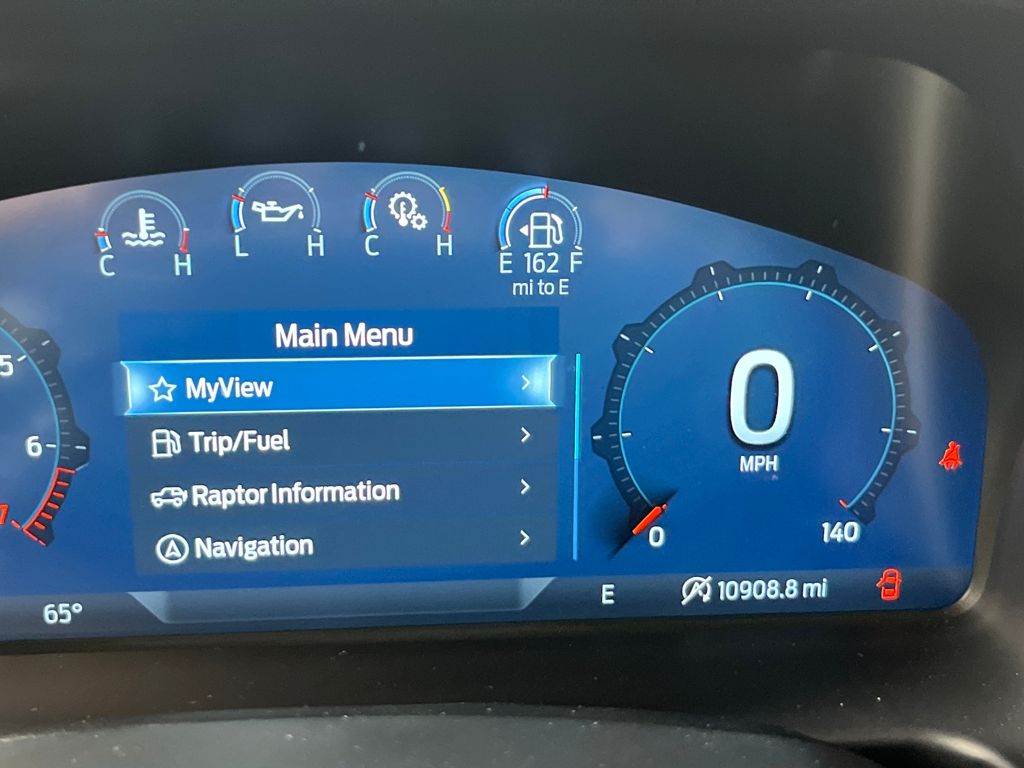 C H
L H
C H
E 162 F
mi to E
Main Menu
MyView
Trip/Fuel
Raptor Information
Navigation
5
6
7
0
MPH
0
140
65°
E
10908.8 mi